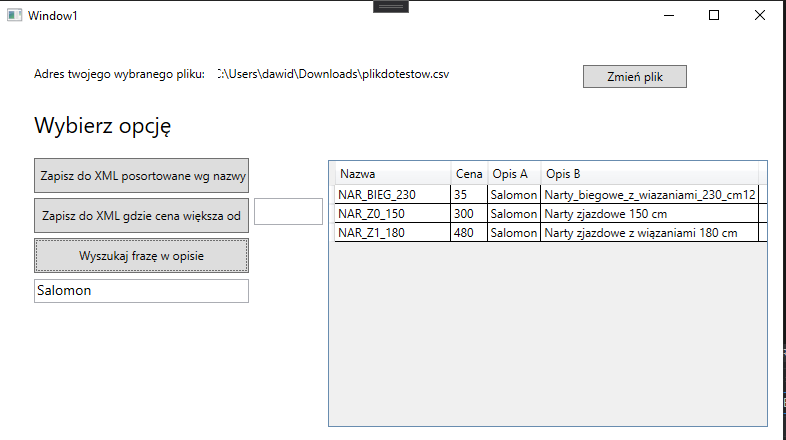 Window1
Adres twojego wybranego pliku: C:\Users\dawid\Downloads\plikdotestow.csv
Zmień plik
Wybierz opcję
Zapisz do XML posortowane wg nazwy
Zapisz do XML gdzie cena większa od
Wyszukaj frazę w opisie
Salomon
Nazwa Cena Opis A Opis B
NAR_BIEG_230 35 Salomon Narty_biegowe_z_wiazaniami_230_cm12
NAR_Z0_150 300 Salomon Narty zjazdowe 150 cm
NAR_Z1_180 480 Salomon Narty zjazdowe z wiązaniami 180 cm